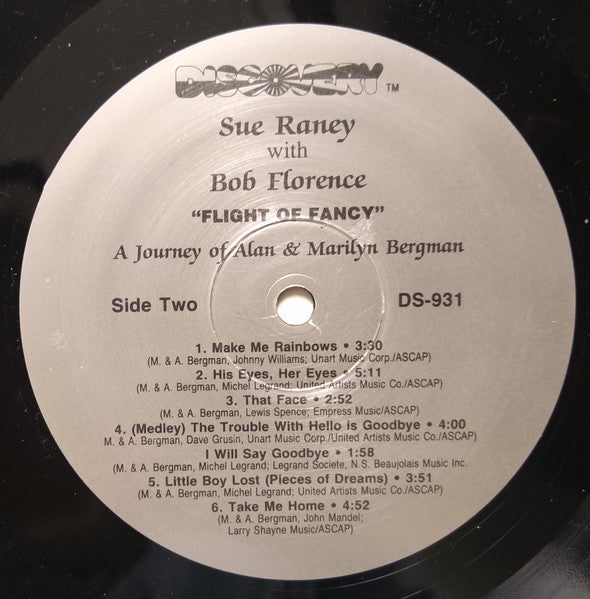 DISCOVERY TM
Sue Raney
with
Bob Florence
"FLIGHT OF FANCY"
A Journey of Alan & Marilyn Bergman
Side Two DS-931
1. Make Me Rainbows • 3:30
(M. & A. Bergman, Johnny Williams; Unart Music Corp./ASCAP)
2. His Eyes, Her Eyes • 5:11
(M. & A. Bergman, Michel Legrand; United Artists Music Co./ASCAP)
3. That Face • 2:52
(M. & A. Bergman, Lewis Spence; Empress Music/ASCAP)
4. (Medley) The Trouble With Hello is Goodbye • 4:00
M. & A. Bergman, Dave Grusin, Unart Music Corp./United Artists Music Co./ASCAP)
I Will Say Goodbye • 1:58
(M. & A. Bergman, Michel Legrand; Legrand Societe, N.S. Beaujolais Music Inc.
5. Little Boy Lost (Pieces of Dreams) • 3:51
(M. & A. Bergman, Michel Legrand; United Artists Music Co./ASCAP)
6. Take Me Home • 4:52
(M. & A. Bergman, John Mandel;
Larry Shayne Music/ASCAP)